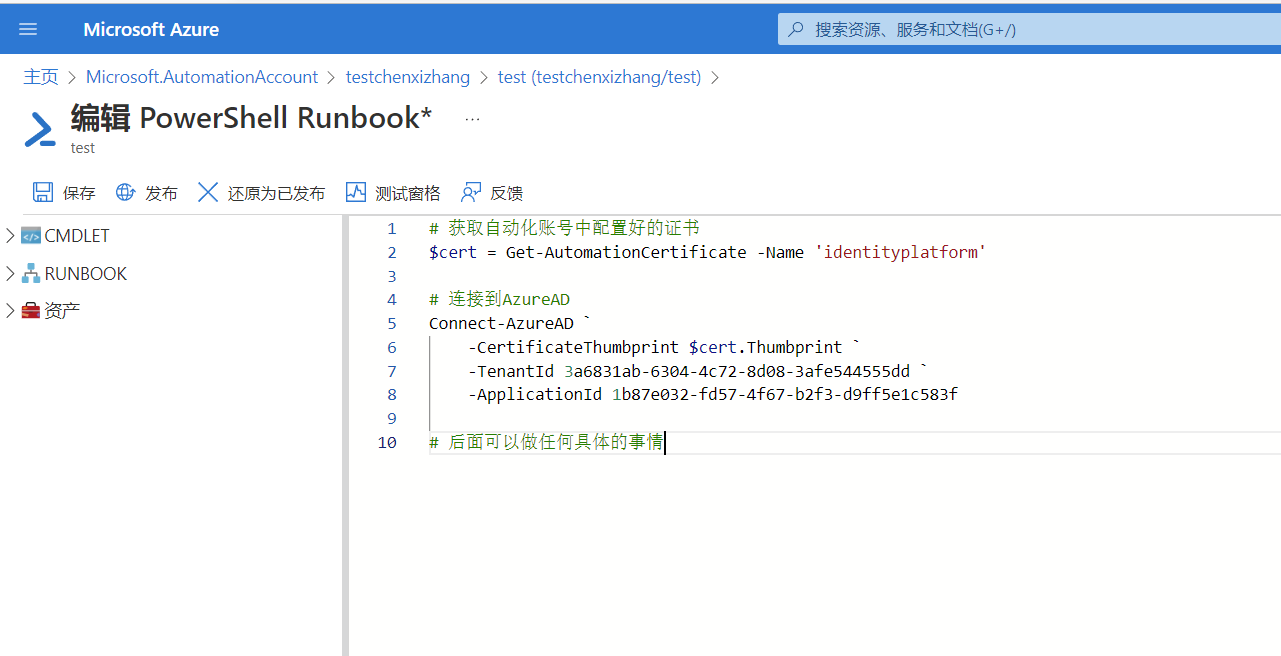 Microsoft Azure
搜索资源、服务和文档(G+/)
主页 > Microsoft.AutomationAccount > testchenxizhang > test (testchenxizhang/test) >
编辑 PowerShell Runbook* ...
test
保存 发布 还原为已发布 测试窗格 反馈
CMDLET
RUNBOOK
资产
1 # 获取自动化账号中配置好的证书
2 $cert = Get-AutomationCertificate -Name 'identityplatform'
3
4 # 连接到AzureAD
5 Connect-AzureAD `
6 -CertificateThumbprint $cert.Thumbprint `
7 -TenantId 3a6831ab-6304-4c72-8d08-3afe544555dd `
8 -ApplicationId 1b87e032-fd57-4f67-b2f3-d9ff5e1c583f
9
10 # 后面可以做任何具体的事情